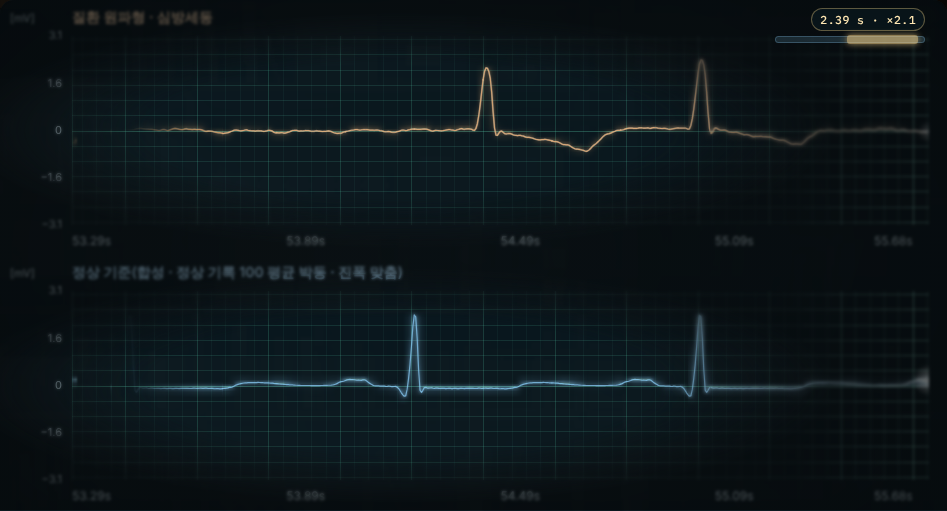 [mV] 질환 원파형 · 심방세동
2.39 s · ×2.1
3.1
1.6
0
-1.6
-3.1
53.29s 53.89s 54.49s 55.09s 55.68s
[mV] 정상 기준(합성 · 정상 기록 100 평균 박동 · 진폭 맞춤)
3.1
1.6
0
-1.6
-3.1
53.29s 53.89s 54.49s 55.09s 55.68s